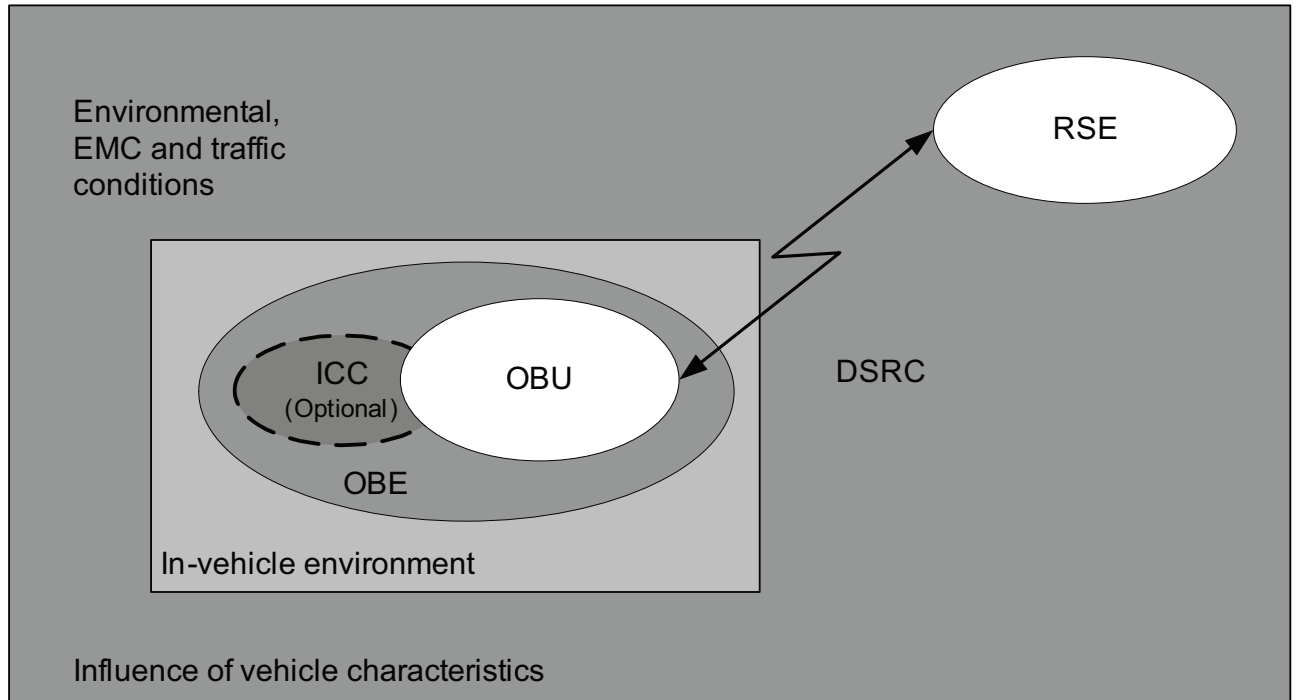 Environmental,
EMC and traffic
conditions
RSE
ICC
(Optional)
OBU
DSRC
OBE
In-vehicle environment
Influence of vehicle characteristics